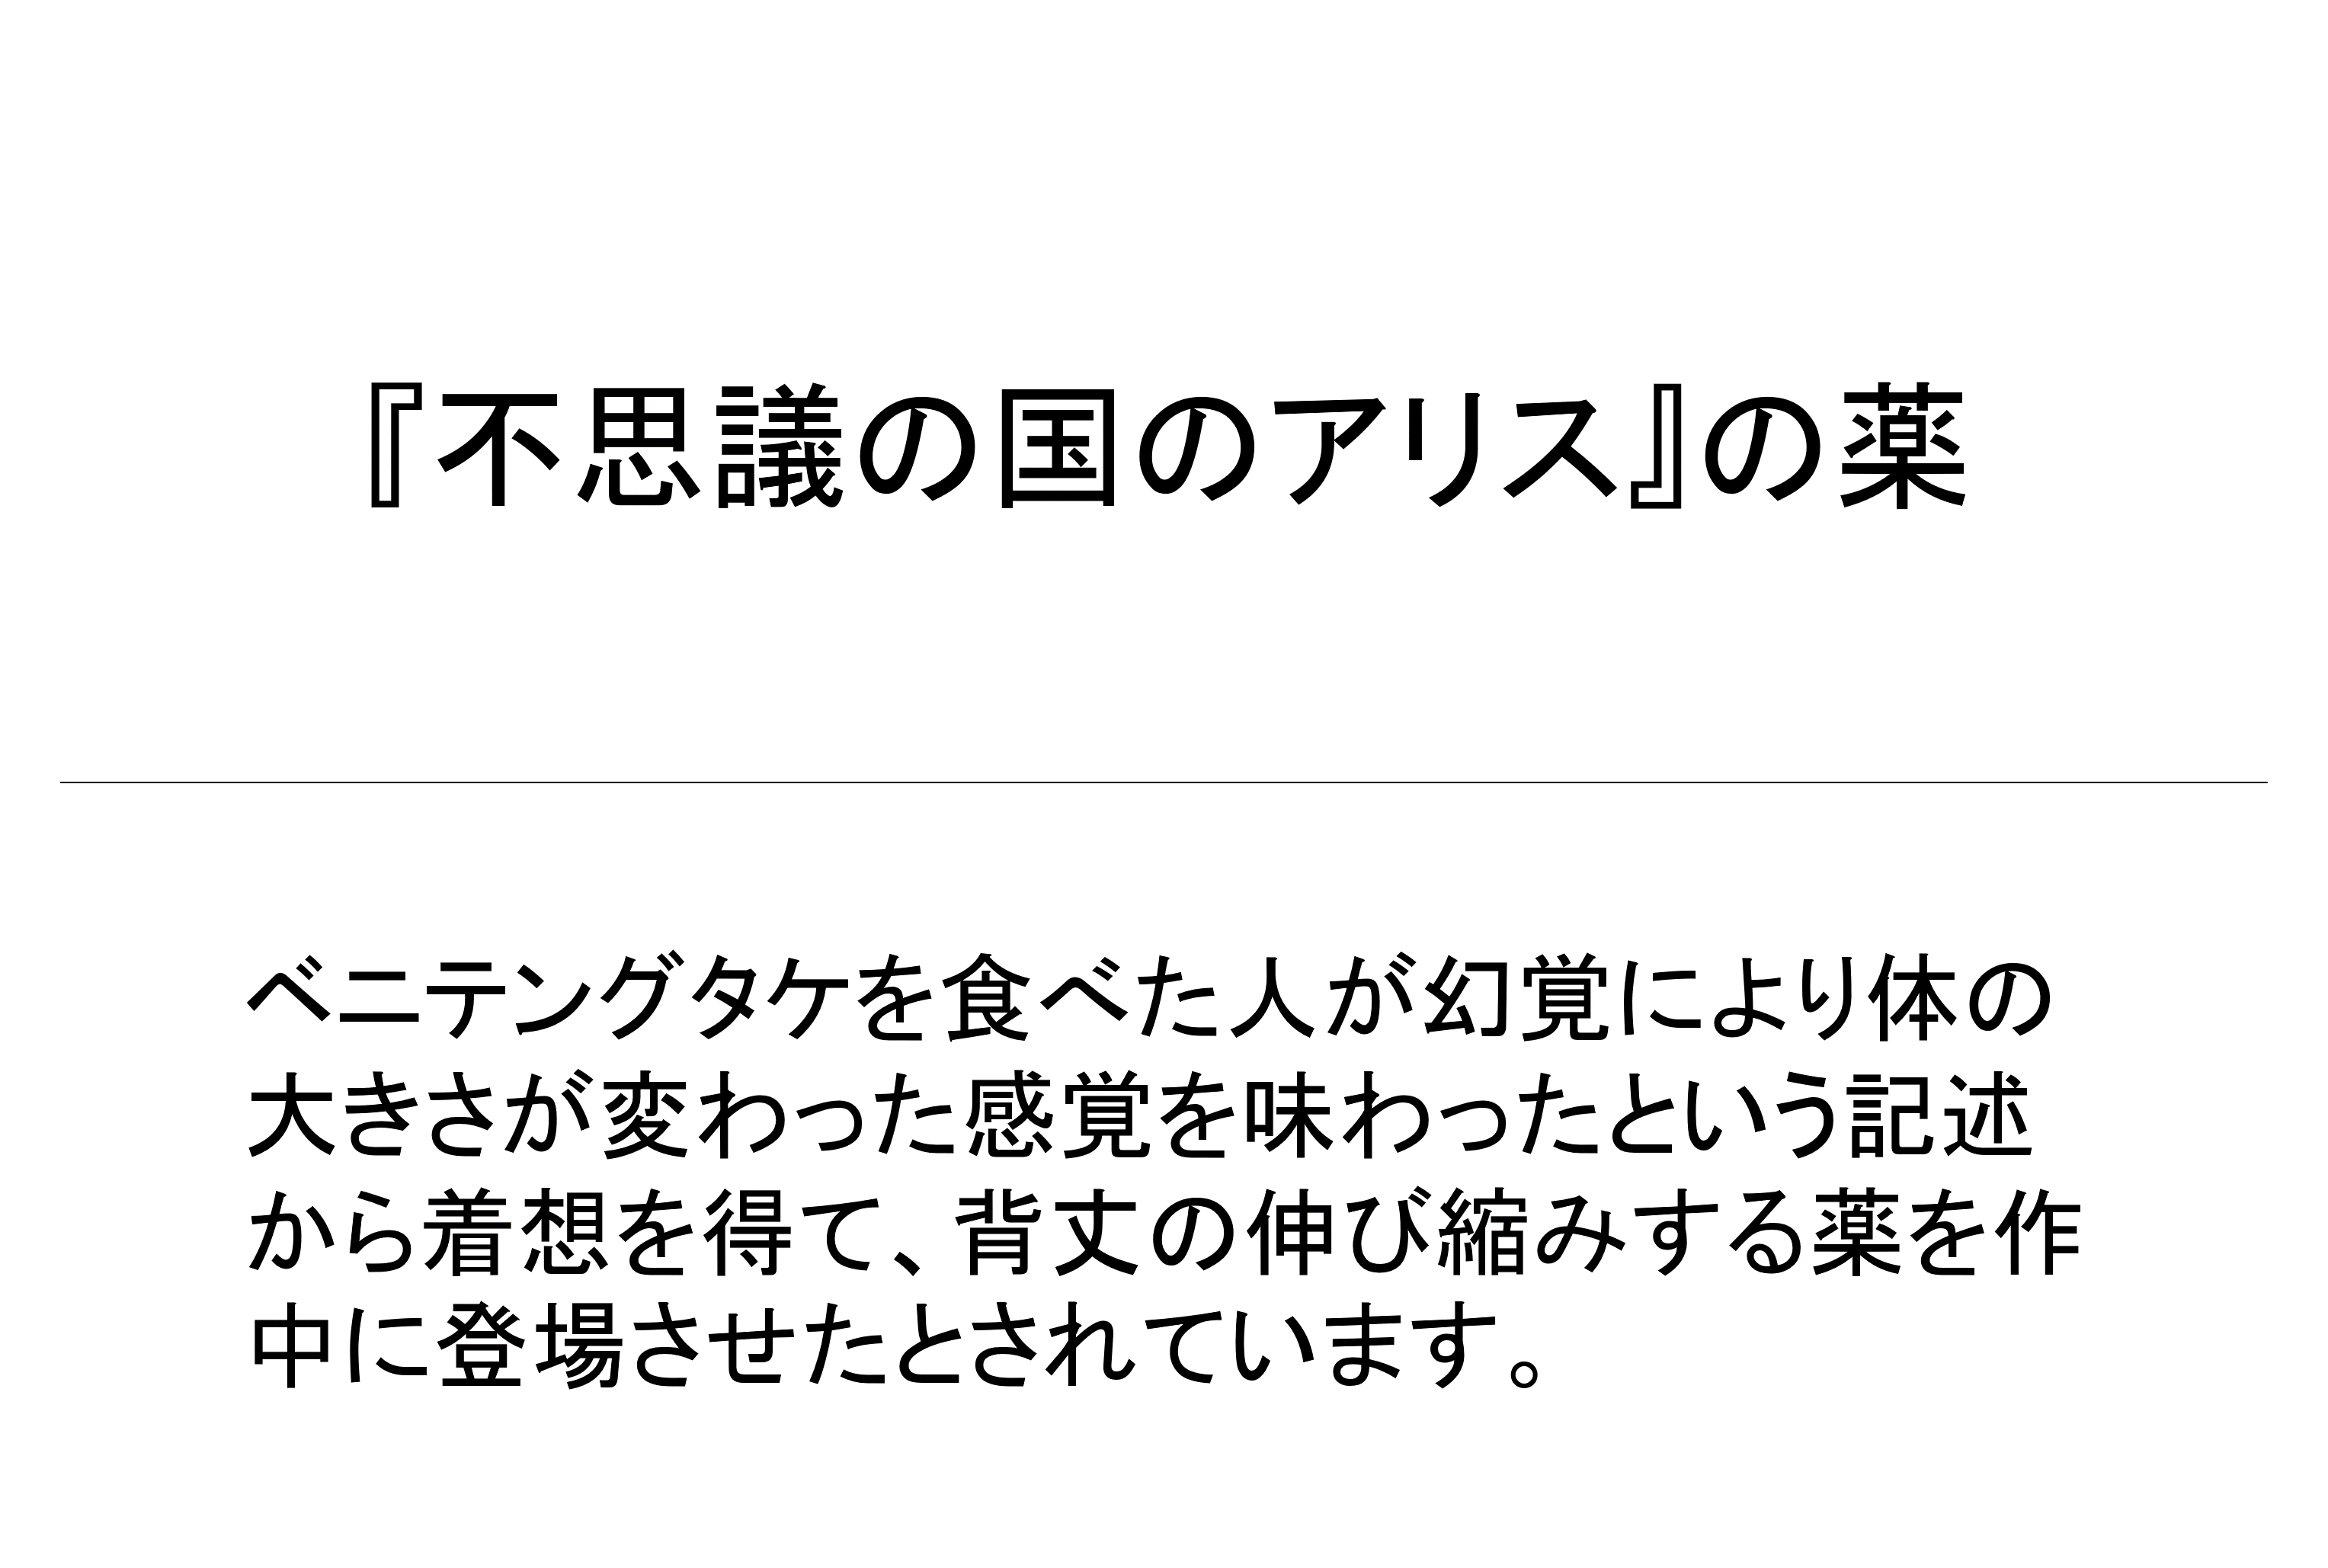 『不思議の国のアリス』の薬
ベニテングタケを食べた人が幻覚により体の
大きさが変わった感覚を味わったという記述
から着想を得て、背丈の伸び縮みする薬を作
中に登場させたとされています。